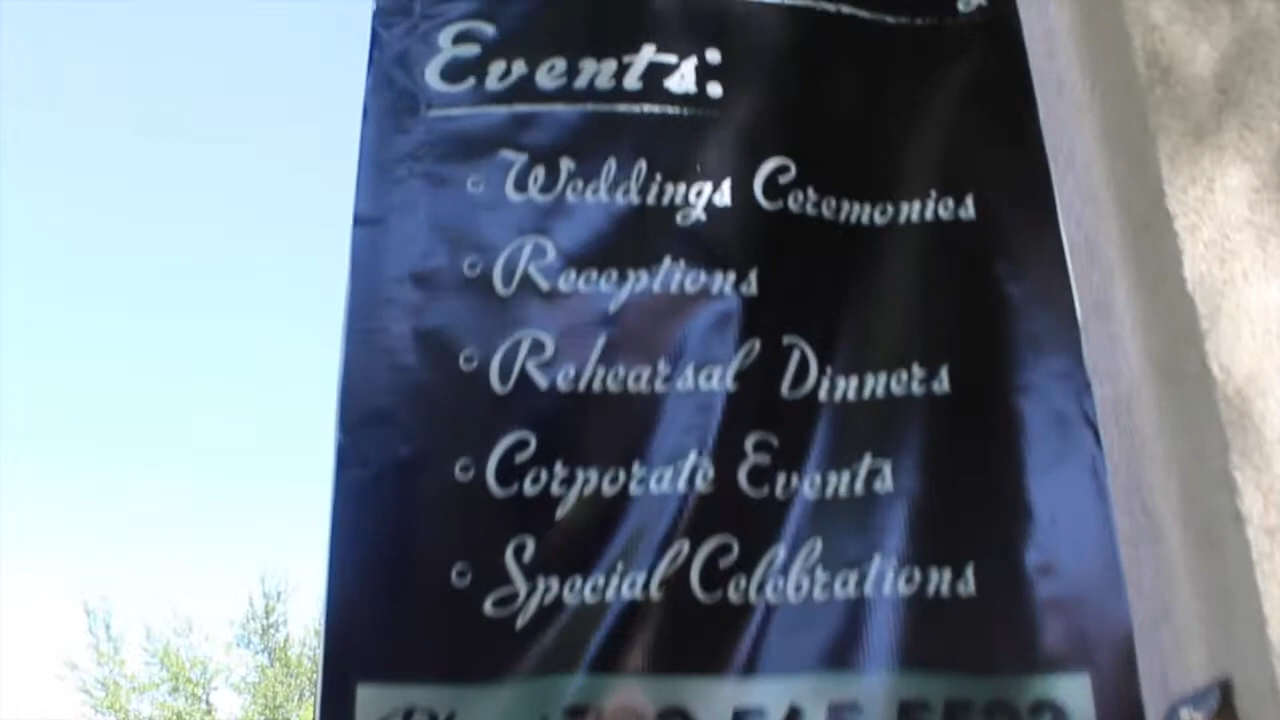 Events:
Weddings Ceremonies
Receptions
Rehearsal Dinners
Corporate Events
Special Celebrations